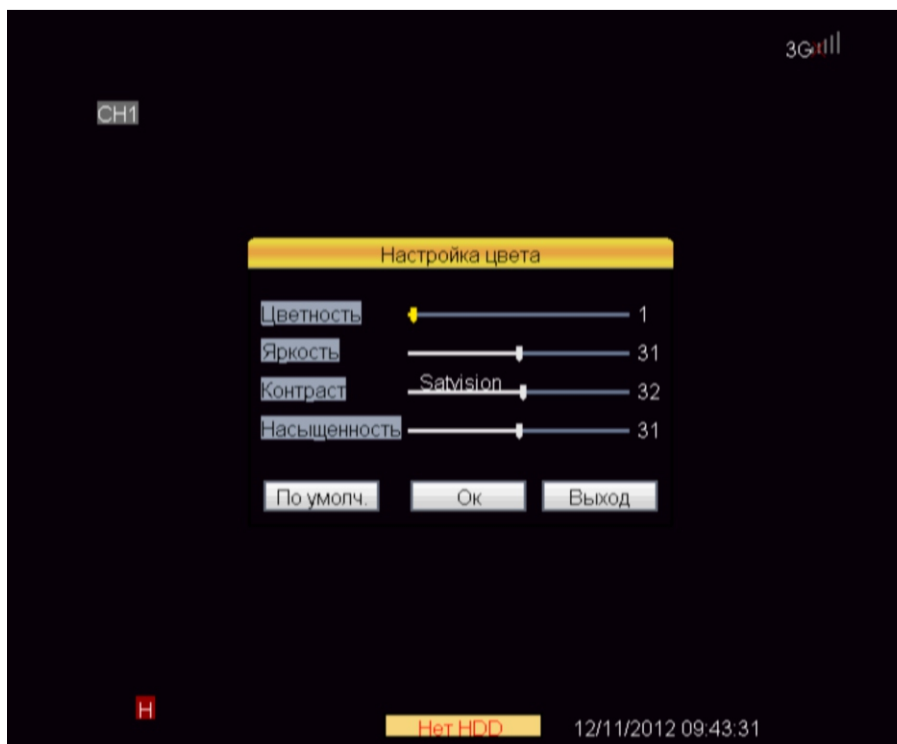 3G
CH1
Настройка цвета
Цветность 1
Яркость 31
Satvision
Контраст 32
Насыщенность 31
По умолч. Ок Выход
H
Нет HDD 12/11/2012 09:43:31